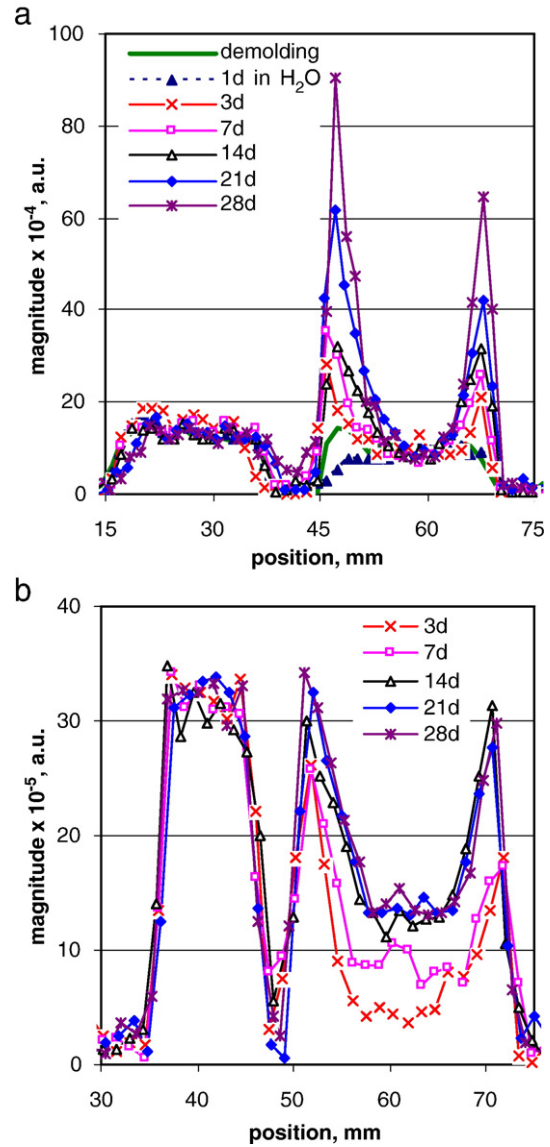 a
magnitude x 10⁻⁴, a.u.
100
80
60
40
20
0
demolding
1d in H₂O
3d
7d
14d
21d
28d
15 30 45 60 75
position, mm
b
magnitude x 10⁻⁵, a.u.
40
30
20
10
0
3d
7d
14d
21d
28d
30 40 50 60 70
position, mm